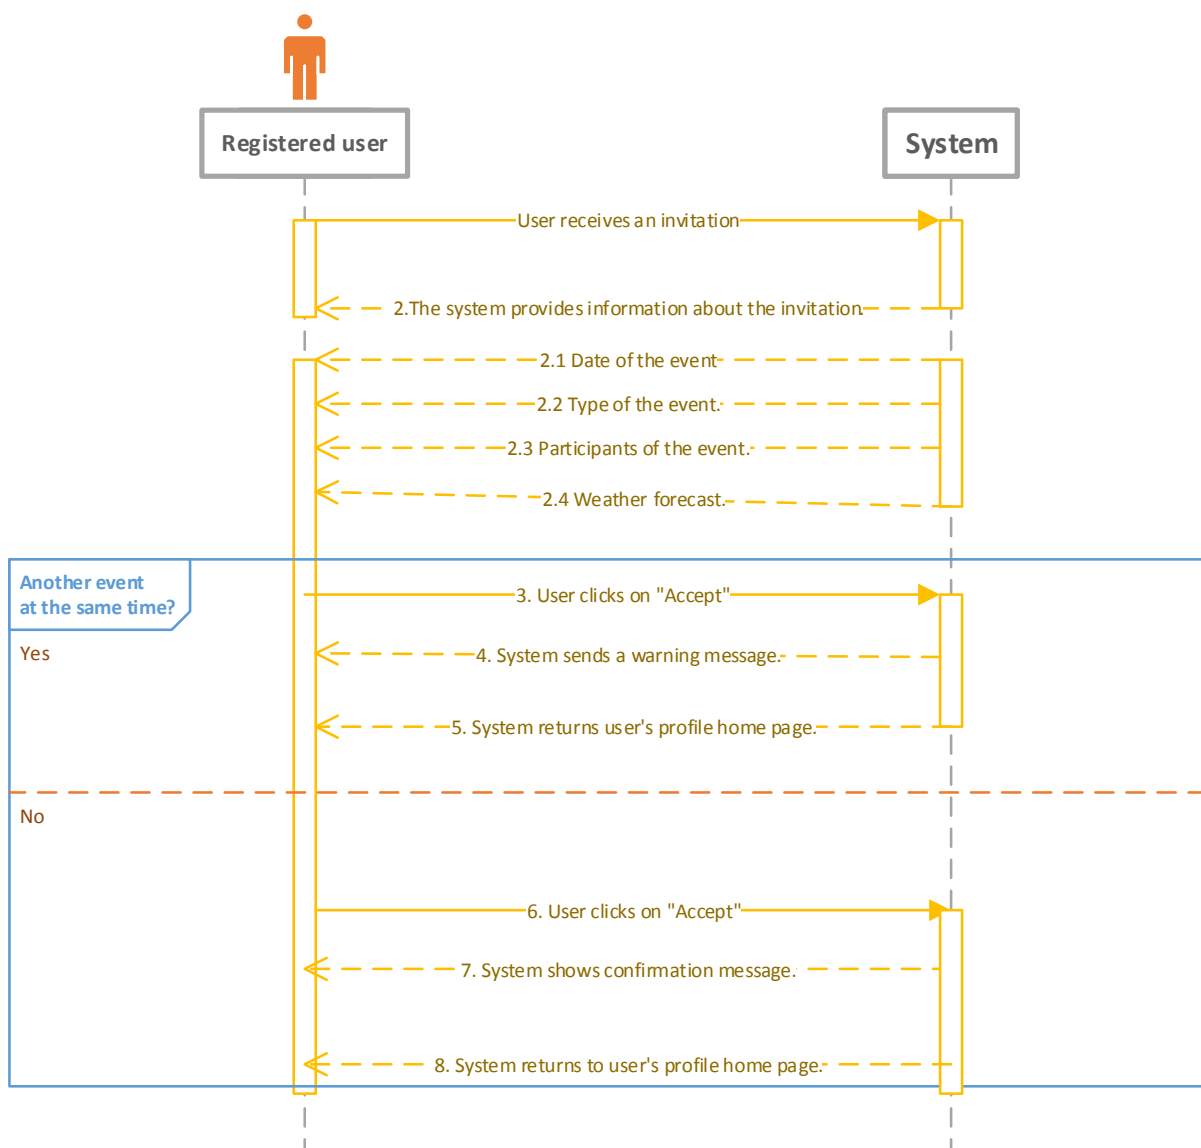 Registered user
System
User receives an invitation
2.The system provides information about the invitation.
2.1 Date of the event
2.2 Type of the event.
2.3 Participants of the event.
2.4 Weather forecast.
Another event
at the same time?
3. User clicks on "Accept"
Yes
4. System sends a warning message.
5. System returns user's profile home page.
No
6. User clicks on "Accept"
7. System shows confirmation message.
8. System returns to user's profile home page.